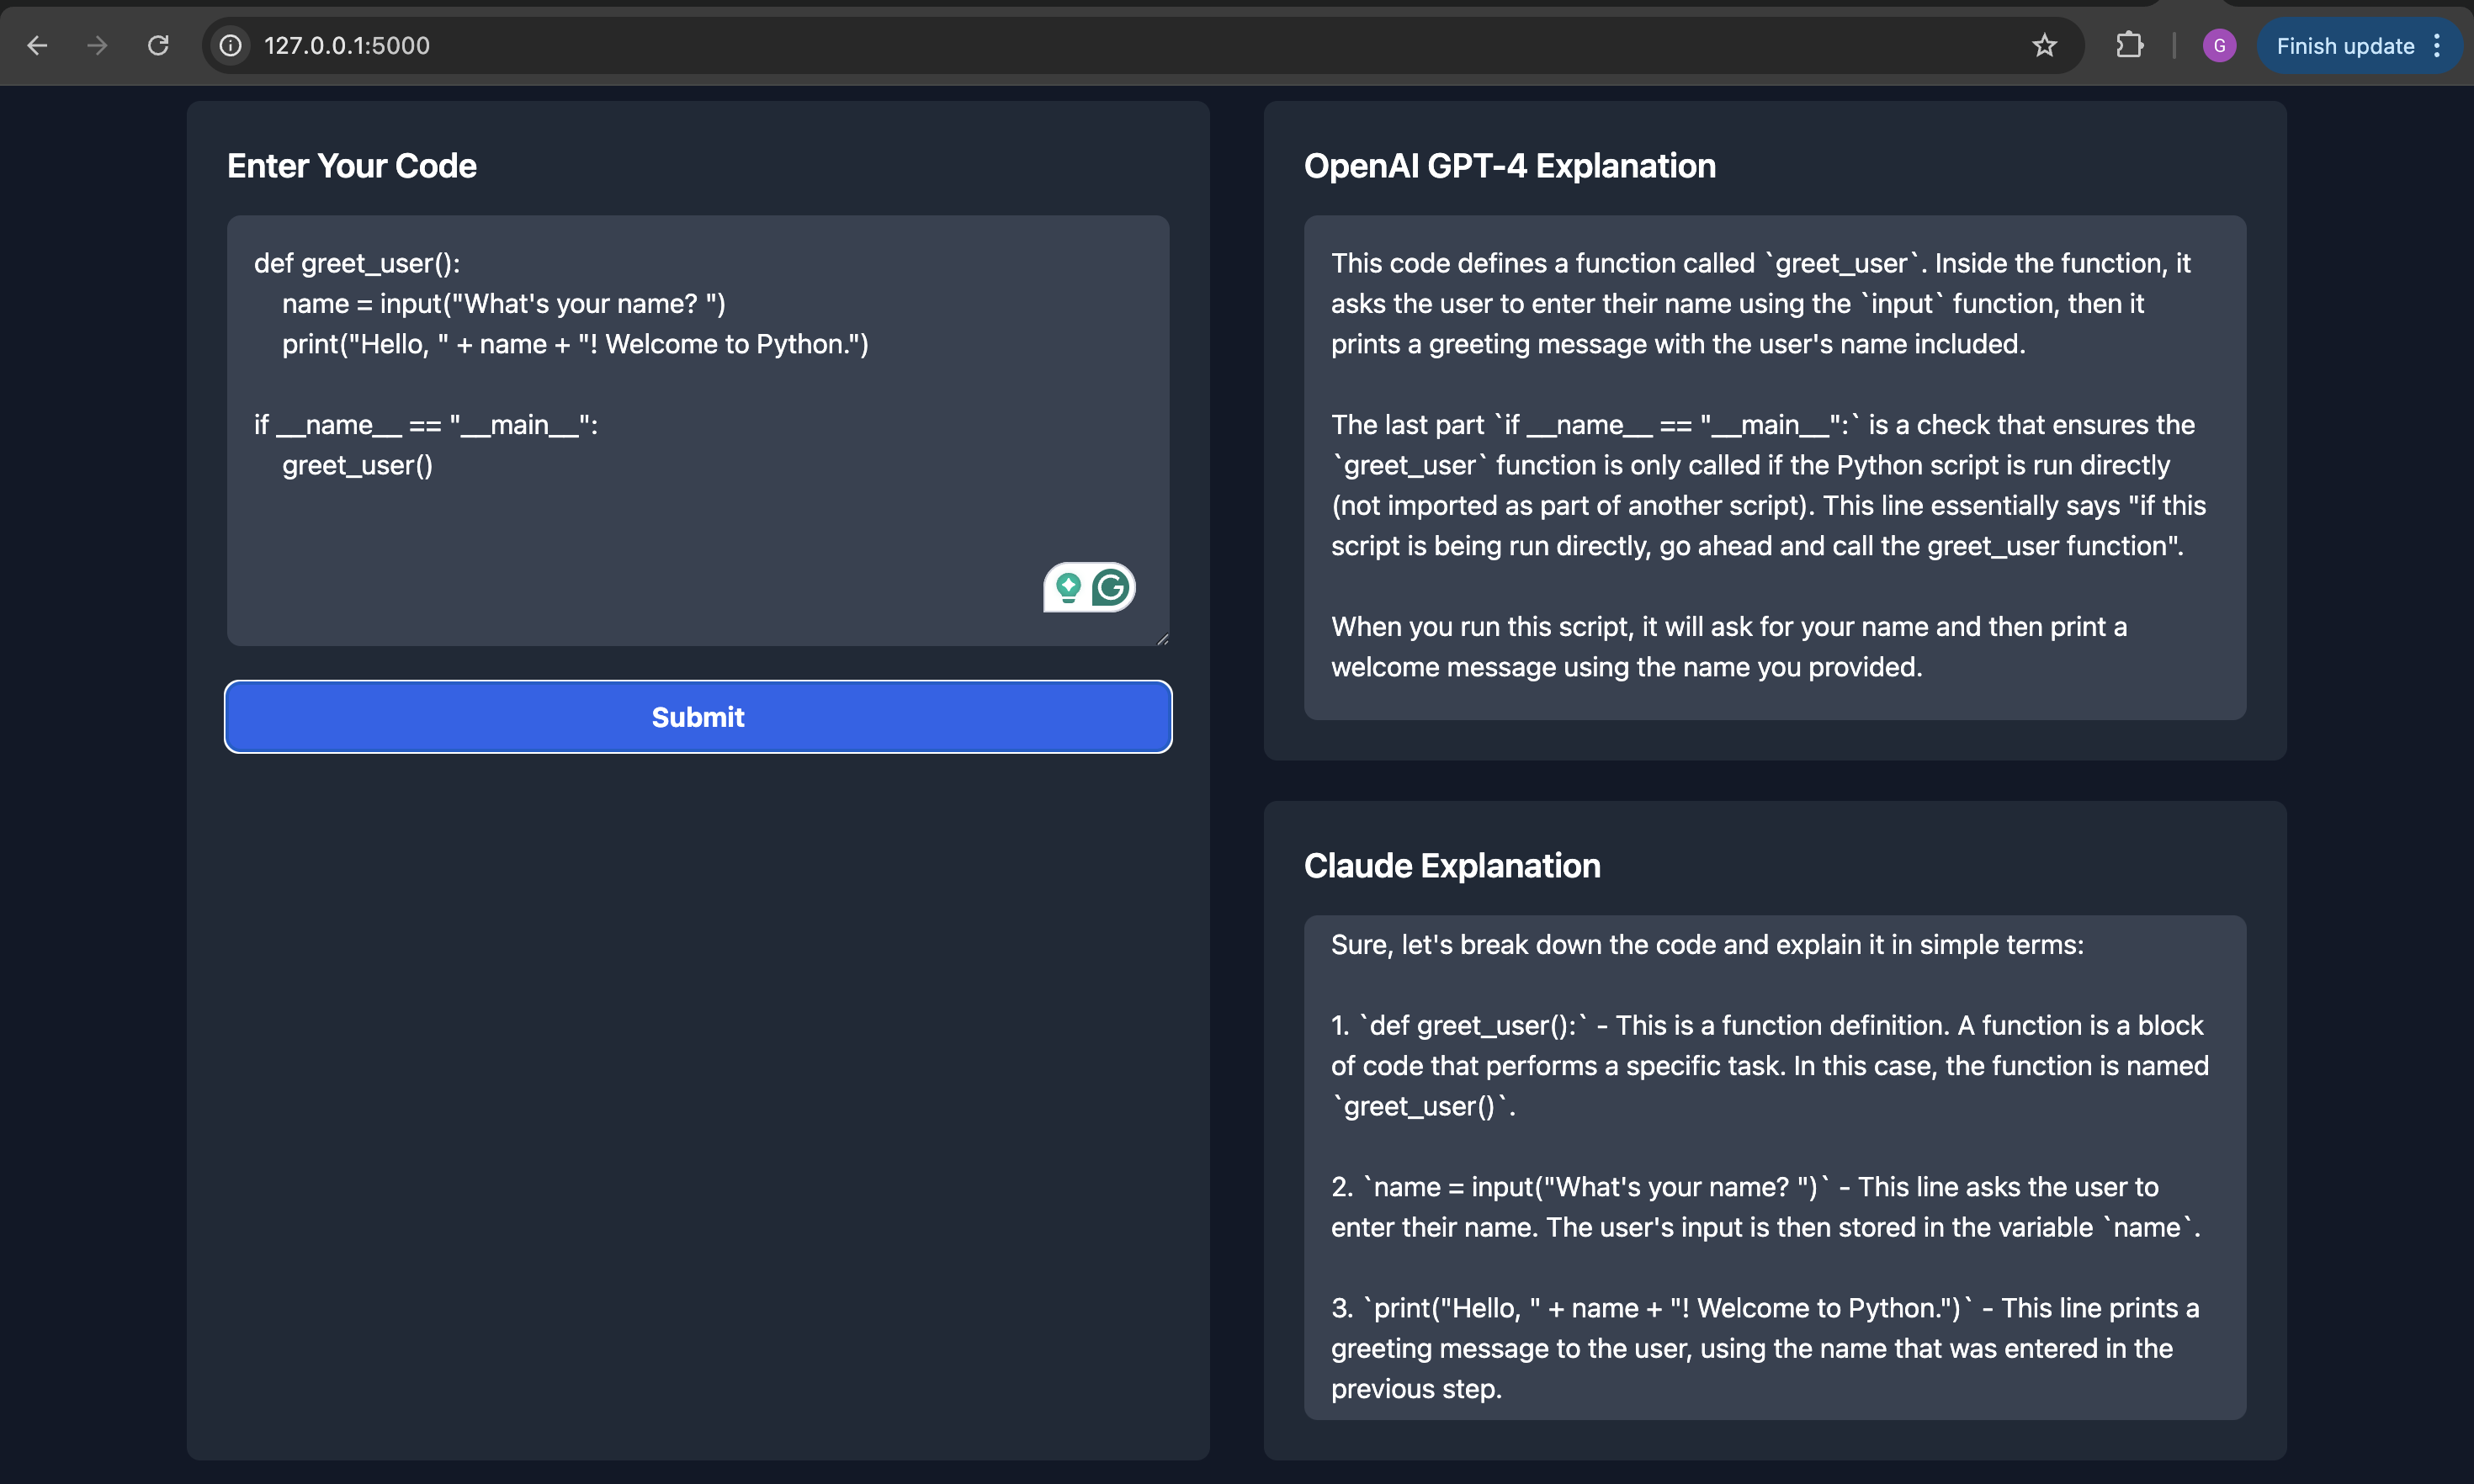 127.0.0.1:5000
G
Finish update
Enter Your Code
def greet_user():
    name = input("What's your name? ")
    print("Hello, " + name + "! Welcome to Python.")
if __name__ == "__main__":
    greet_user()
Submit
OpenAI GPT-4 Explanation
This code defines a function called `greet_user`. Inside the function, it
asks the user to enter their name using the `input` function, then it
prints a greeting message with the user's name included.
The last part `if __name__ == "__main__":` is a check that ensures the
`greet_user` function is only called if the Python script is run directly
(not imported as part of another script). This line essentially says "if this
script is being run directly, go ahead and call the greet_user function".
When you run this script, it will ask for your name and then print a
welcome message using the name you provided.
Claude Explanation
Sure, let's break down the code and explain it in simple terms:
1. `def greet_user():` - This is a function definition. A function is a block
of code that performs a specific task. In this case, the function is named
`greet_user()`.
2. `name = input("What's your name? ")` - This line asks the user to
enter their name. The user's input is then stored in the variable `name`.
3. `print("Hello, " + name + "! Welcome to Python.")` - This line prints a
greeting message to the user, using the name that was entered in the
previous step.